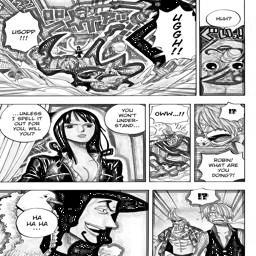 HUH?
UGGH!!
USOPP
!!!
!?
OWW...!!
ROBIN!
WHAT ARE
YOU DOING?!
YOU
WON'T
UNDER-
STAND...
...UNLESS
I SPELL IT
OUT FOR
YOU, WILL
YOU?
!?
HA
HA HA